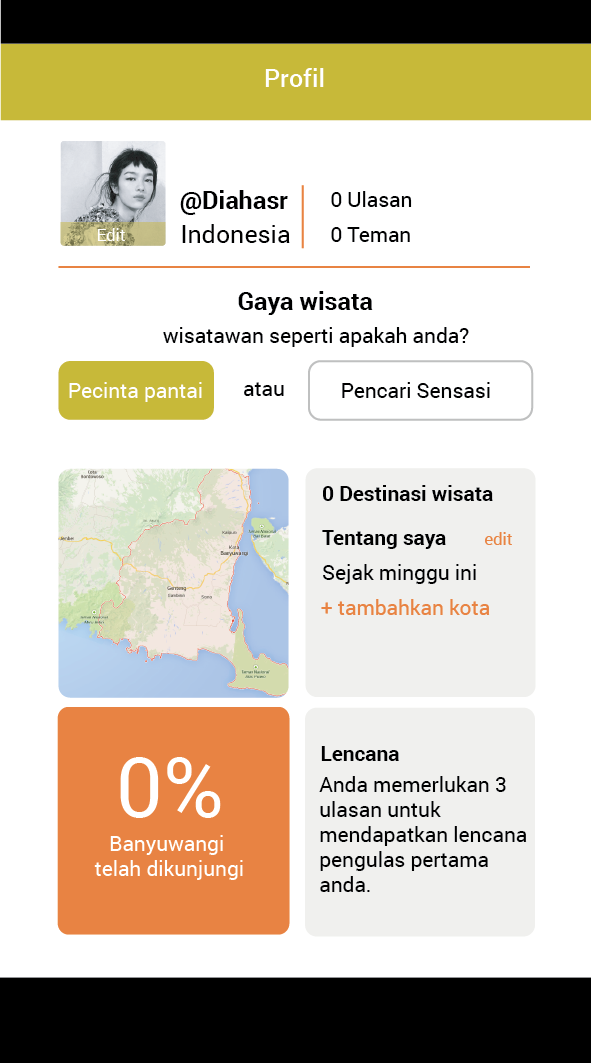 Profil
Edit
@Diahasr
Indonesia
0 Ulasan
0 Teman
Gaya wisata
wisatawan seperti apakah anda?
Pecinta pantai
atau
Pencari Sensasi
Kota
Banyuwangi
Genteng
0 Destinasi wisata
Tentang saya
edit
Sejak minggu ini
+ tambahkan kota
0%
Banyuwangi
telah dikunjungi
Lencana
Anda memerlukan 3
ulasan untuk
mendapatkan lencana
pengulas pertama
anda.